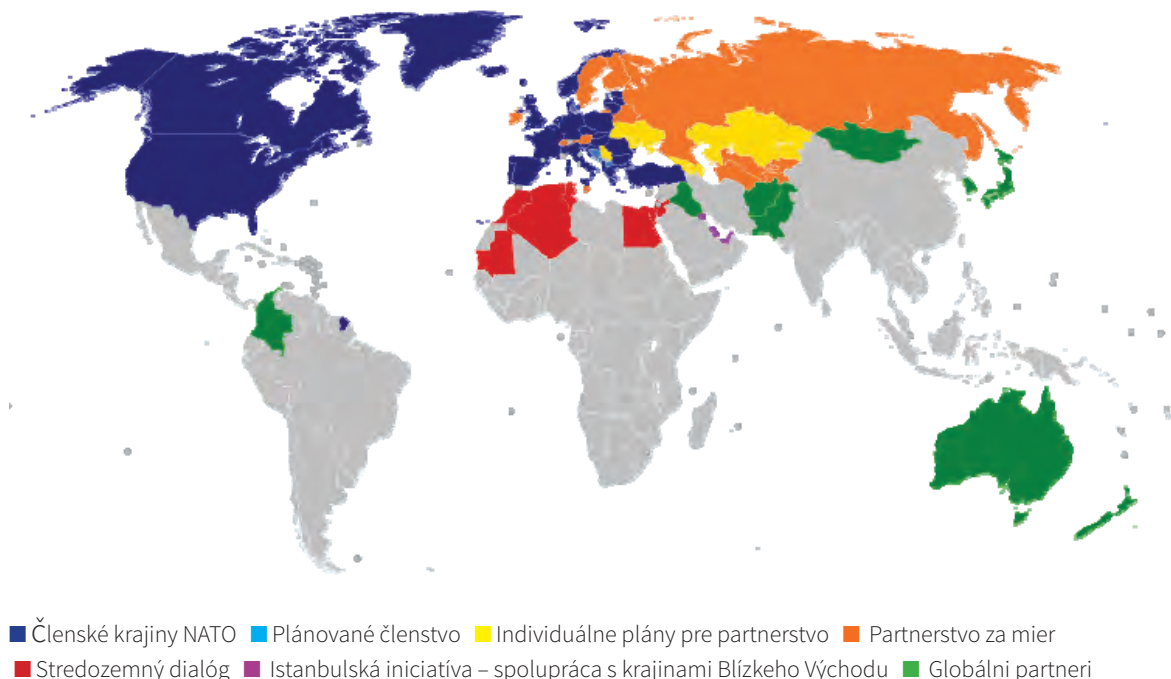 Členské krajiny NATO Plánované členstvo Individuálne plány pre partnerstvo Partnerstvo za mier
Stredozemný dialóg Istanbulská iniciatíva – spolupráca s krajinami Blízkeho Východu Globálni partneri